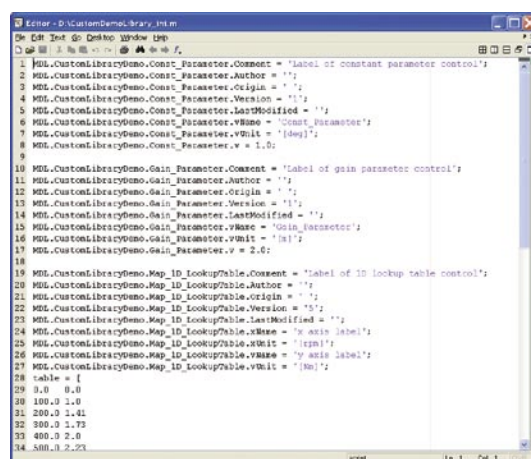 Editor - D:\CustomDemoLibrary_ini.m
File Edit Text Go Desktop Window Help
1 MDL.CustomLibraryDemo.Const_Parameter.Comment = 'Label of constant parameter control';
2 MDL.CustomLibraryDemo.Const_Parameter.Author = '';
3 MDL.CustomLibraryDemo.Const_Parameter.Origin = ' ';
4 MDL.CustomLibraryDemo.Const_Parameter.Version = '1';
5 MDL.CustomLibraryDemo.Const_Parameter.LastModified = '';
6 MDL.CustomLibraryDemo.Const_Parameter.vName = 'Const_Parameter';
7 MDL.CustomLibraryDemo.Const_Parameter.vUnit = '[deg]';
8 MDL.CustomLibraryDemo.Const_Parameter.v = 1.0;
9
10 MDL.CustomLibraryDemo.Gain_Parameter.Comment = 'Label of gain parameter control';
11 MDL.CustomLibraryDemo.Gain_Parameter.Author = '';
12 MDL.CustomLibraryDemo.Gain_Parameter.Origin = ' ';
13 MDL.CustomLibraryDemo.Gain_Parameter.Version = '1';
14 MDL.CustomLibraryDemo.Gain_Parameter.LastModified = '';
15 MDL.CustomLibraryDemo.Gain_Parameter.vName = 'Gain_Parameter';
16 MDL.CustomLibraryDemo.Gain_Parameter.vUnit = '[m]';
17 MDL.CustomLibraryDemo.Gain_Parameter.v = 2.0;
18
19 MDL.CustomLibraryDemo.Map_1D_LookupTable.Comment = 'Label of 1D lookup table control';
20 MDL.CustomLibraryDemo.Map_1D_LookupTable.Author = '';
21 MDL.CustomLibraryDemo.Map_1D_LookupTable.Origin = ' ';
22 MDL.CustomLibraryDemo.Map_1D_LookupTable.Version = '5';
23 MDL.CustomLibraryDemo.Map_1D_LookupTable.LastModified = '';
24 MDL.CustomLibraryDemo.Map_1D_LookupTable.xName = 'x axis label';
25 MDL.CustomLibraryDemo.Map_1D_LookupTable.xUnit = '[rpm]';
26 MDL.CustomLibraryDemo.Map_1D_LookupTable.vName = 'y axis label';
27 MDL.CustomLibraryDemo.Map_1D_LookupTable.vUnit = '[Nm]';
28 table = [
29 0.0 0.0
30 100.0 1.0
31 200.0 1.41
32 300.0 1.73
33 400.0 2.0
34 500.0 2.23
script Ln 1 Col 1